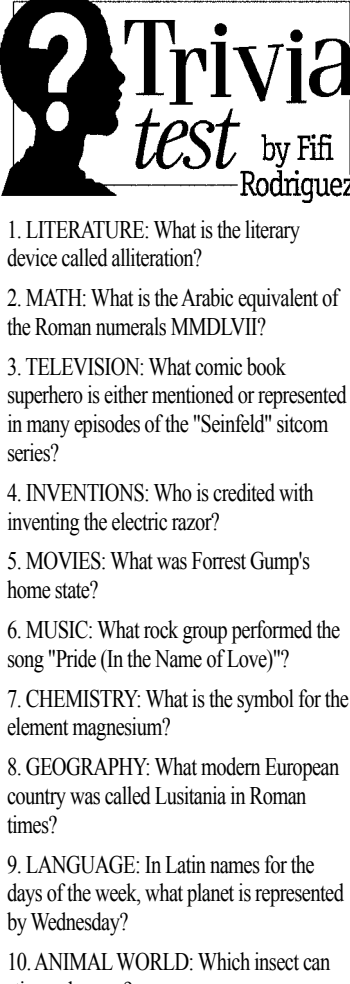 ?
Trivia
test by Fifi
Rodriguez
1. LITERATURE: What is the literary
device called alliteration?
2. MATH: What is the Arabic equivalent of
the Roman numerals MMDLVII?
3. TELEVISION: What comic book
superhero is either mentioned or represented
in many episodes of the "Seinfeld" sitcom
series?
4. INVENTIONS: Who is credited with
inventing the electric razor?
5. MOVIES: What was Forrest Gump's
home state?
6. MUSIC: What rock group performed the
song "Pride (In the Name of Love)"?
7. CHEMISTRY: What is the symbol for the
element magnesium?
8. GEOGRAPHY: What modern European
country was called Lusitania in Roman
times?
9. LANGUAGE: In Latin names for the
days of the week, what planet is represented
by Wednesday?
10. ANIMAL WORLD: Which insect can